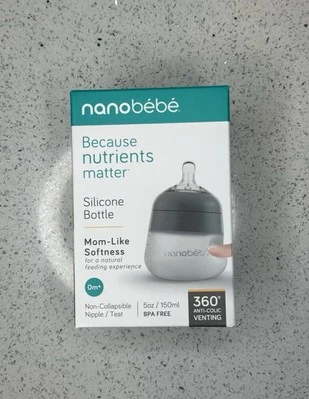 nanobébé
Because
nutrients
matter™
Silicone
Bottle
Mom-Like
Softness
for a natural
feeding experience
0m+
nanobébé
Non-Collapsible
Nipple / Teat
5oz / 150ml
BPA FREE
360°
ANTI-COLIC
VENTING